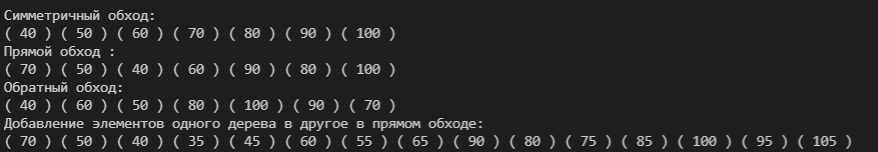 Симметричный обход:
( 40 ) ( 50 ) ( 60 ) ( 70 ) ( 80 ) ( 90 ) ( 100 )
Прямой обход :
( 70 ) ( 50 ) ( 40 ) ( 60 ) ( 90 ) ( 80 ) ( 100 )
Обратный обход:
( 40 ) ( 60 ) ( 50 ) ( 80 ) ( 100 ) ( 90 ) ( 70 )
Добавление элементов одного дерева в другое в прямом обходе:
( 70 ) ( 50 ) ( 40 ) ( 35 ) ( 45 ) ( 60 ) ( 55 ) ( 65 ) ( 90 ) ( 80 ) ( 75 ) ( 85 ) ( 100 ) ( 95 ) ( 105 )